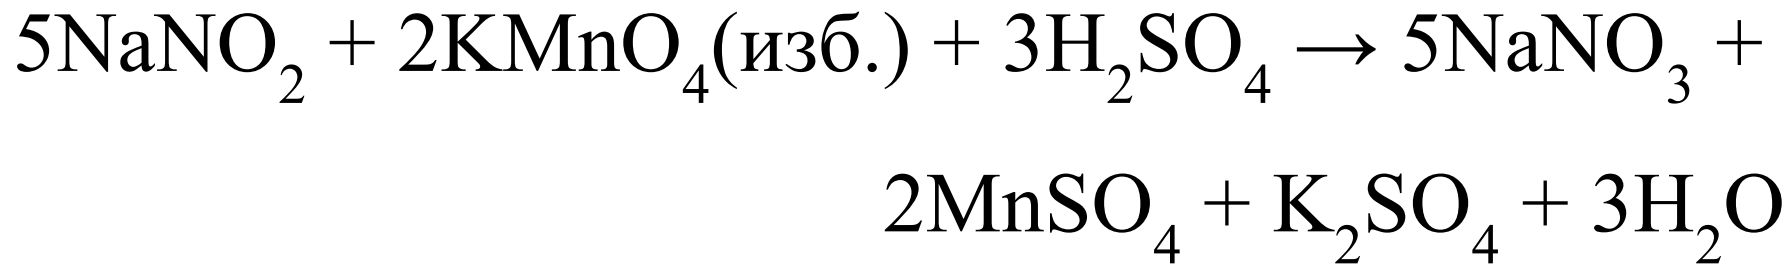 5NaNO₂ + 2KMnO₄(изб.) + 3H₂SO₄ → 5NaNO₃ +
2MnSO₄ + K₂SO₄ + 3H₂O